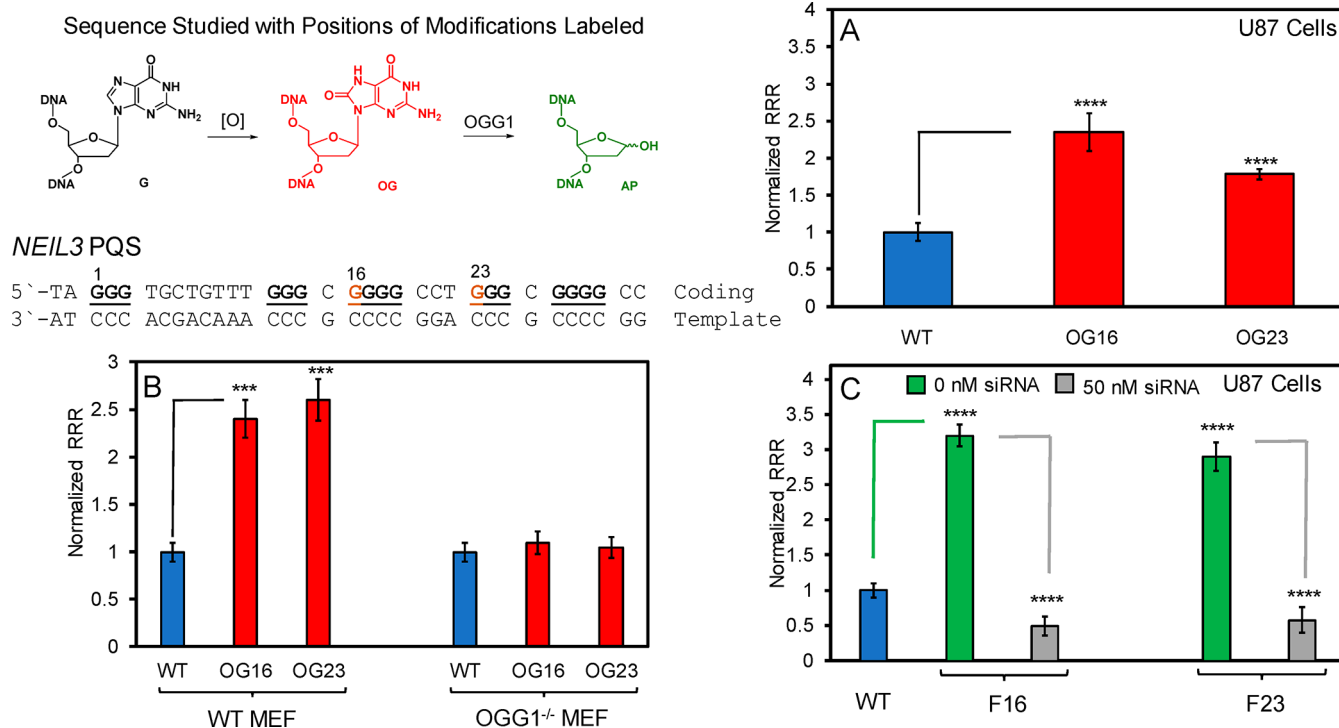 Sequence Studied with Positions of Modifications Labeled
DNA
O
O
DNA
O
N
N
O
NH
N
NH₂
G
[O]
DNA
O
O
DNA
O
O
H
N
N
O
NH
N
NH₂
OG
OGG1
DNA
O
O
DNA
O
OH
AP
NEIL3 PQS
1 16 23
5`-TA GGG TGCTGTTT GGG C GGGG CCT GGG C GGGG CC Coding
3`-AT CCC ACGACAAA CCC G CCCC GGA CCC G CCCC GG Template
A
U87 Cells
Normalized RRR
4
3.5
3
2.5
2
1.5
1
0.5
0
****
****
WT OG16 OG23
B
Normalized RRR
3
2.5
2
1.5
1
0.5
0
***
***
WT OG16 OG23 WT OG16 OG23
WT MEF OGG1-/- MEF
C
0 nM siRNA 50 nM siRNA U87 Cells
Normalized RRR
4
3.5
3
2.5
2
1.5
1
0.5
0
****
****
****
****
WT F16 F23